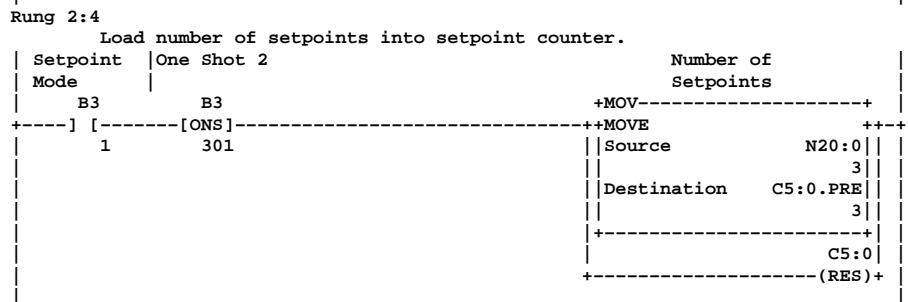 Rung 2:4
Load number of setpoints into setpoint counter.
| Setpoint |One Shot 2 Number of |
| Mode | Setpoints |
| B3 B3 +MOV--------------------+ |
+----] [-------[ONS]-------------------------------++MOVE ++-+
| 1 301 ||Source N20:0|| |
| || 3|| |
| ||Destination C5:0.PRE|| |
| || 3|| |
| |+-----------------------+| |
| | C5:0| |
| +--------------------(RES)+ |
| |